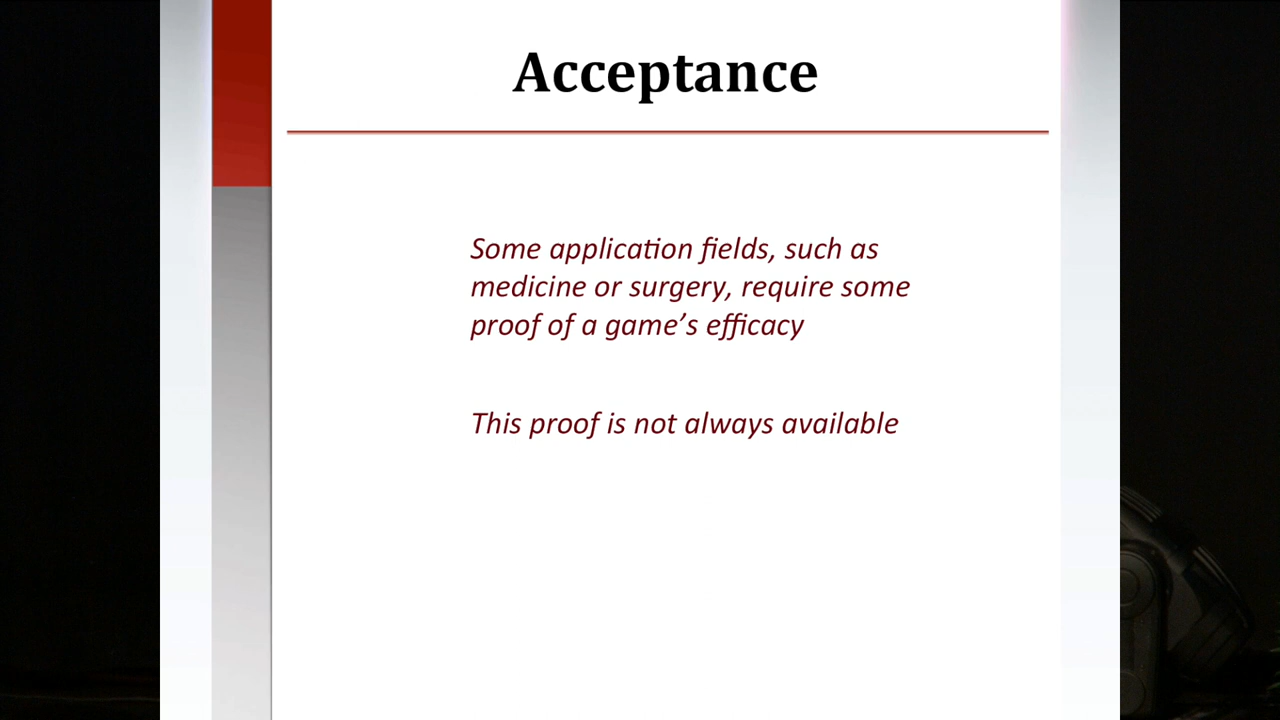 Acceptance
Some application fields, such as
medicine or surgery, require some
proof of a game’s efficacy
This proof is not always available